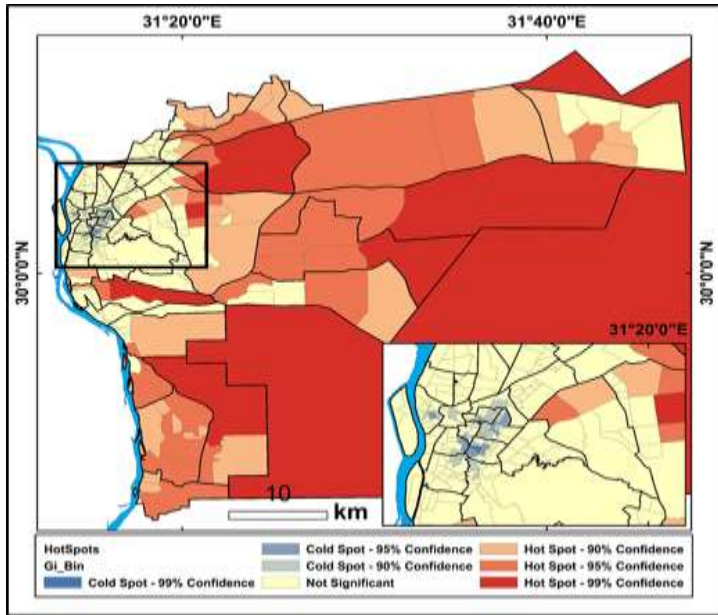 31°20'0"E 31°40'0"E
30°0'0"N 30°0'0"N
31°20'0"E
10
km
HotSpots Cold Spot - 95% Confidence Hot Spot - 90% Confidence
Gi_Bin Cold Spot - 90% Confidence Hot Spot - 95% Confidence
Cold Spot - 99% Confidence Not Significant Hot Spot - 99% Confidence